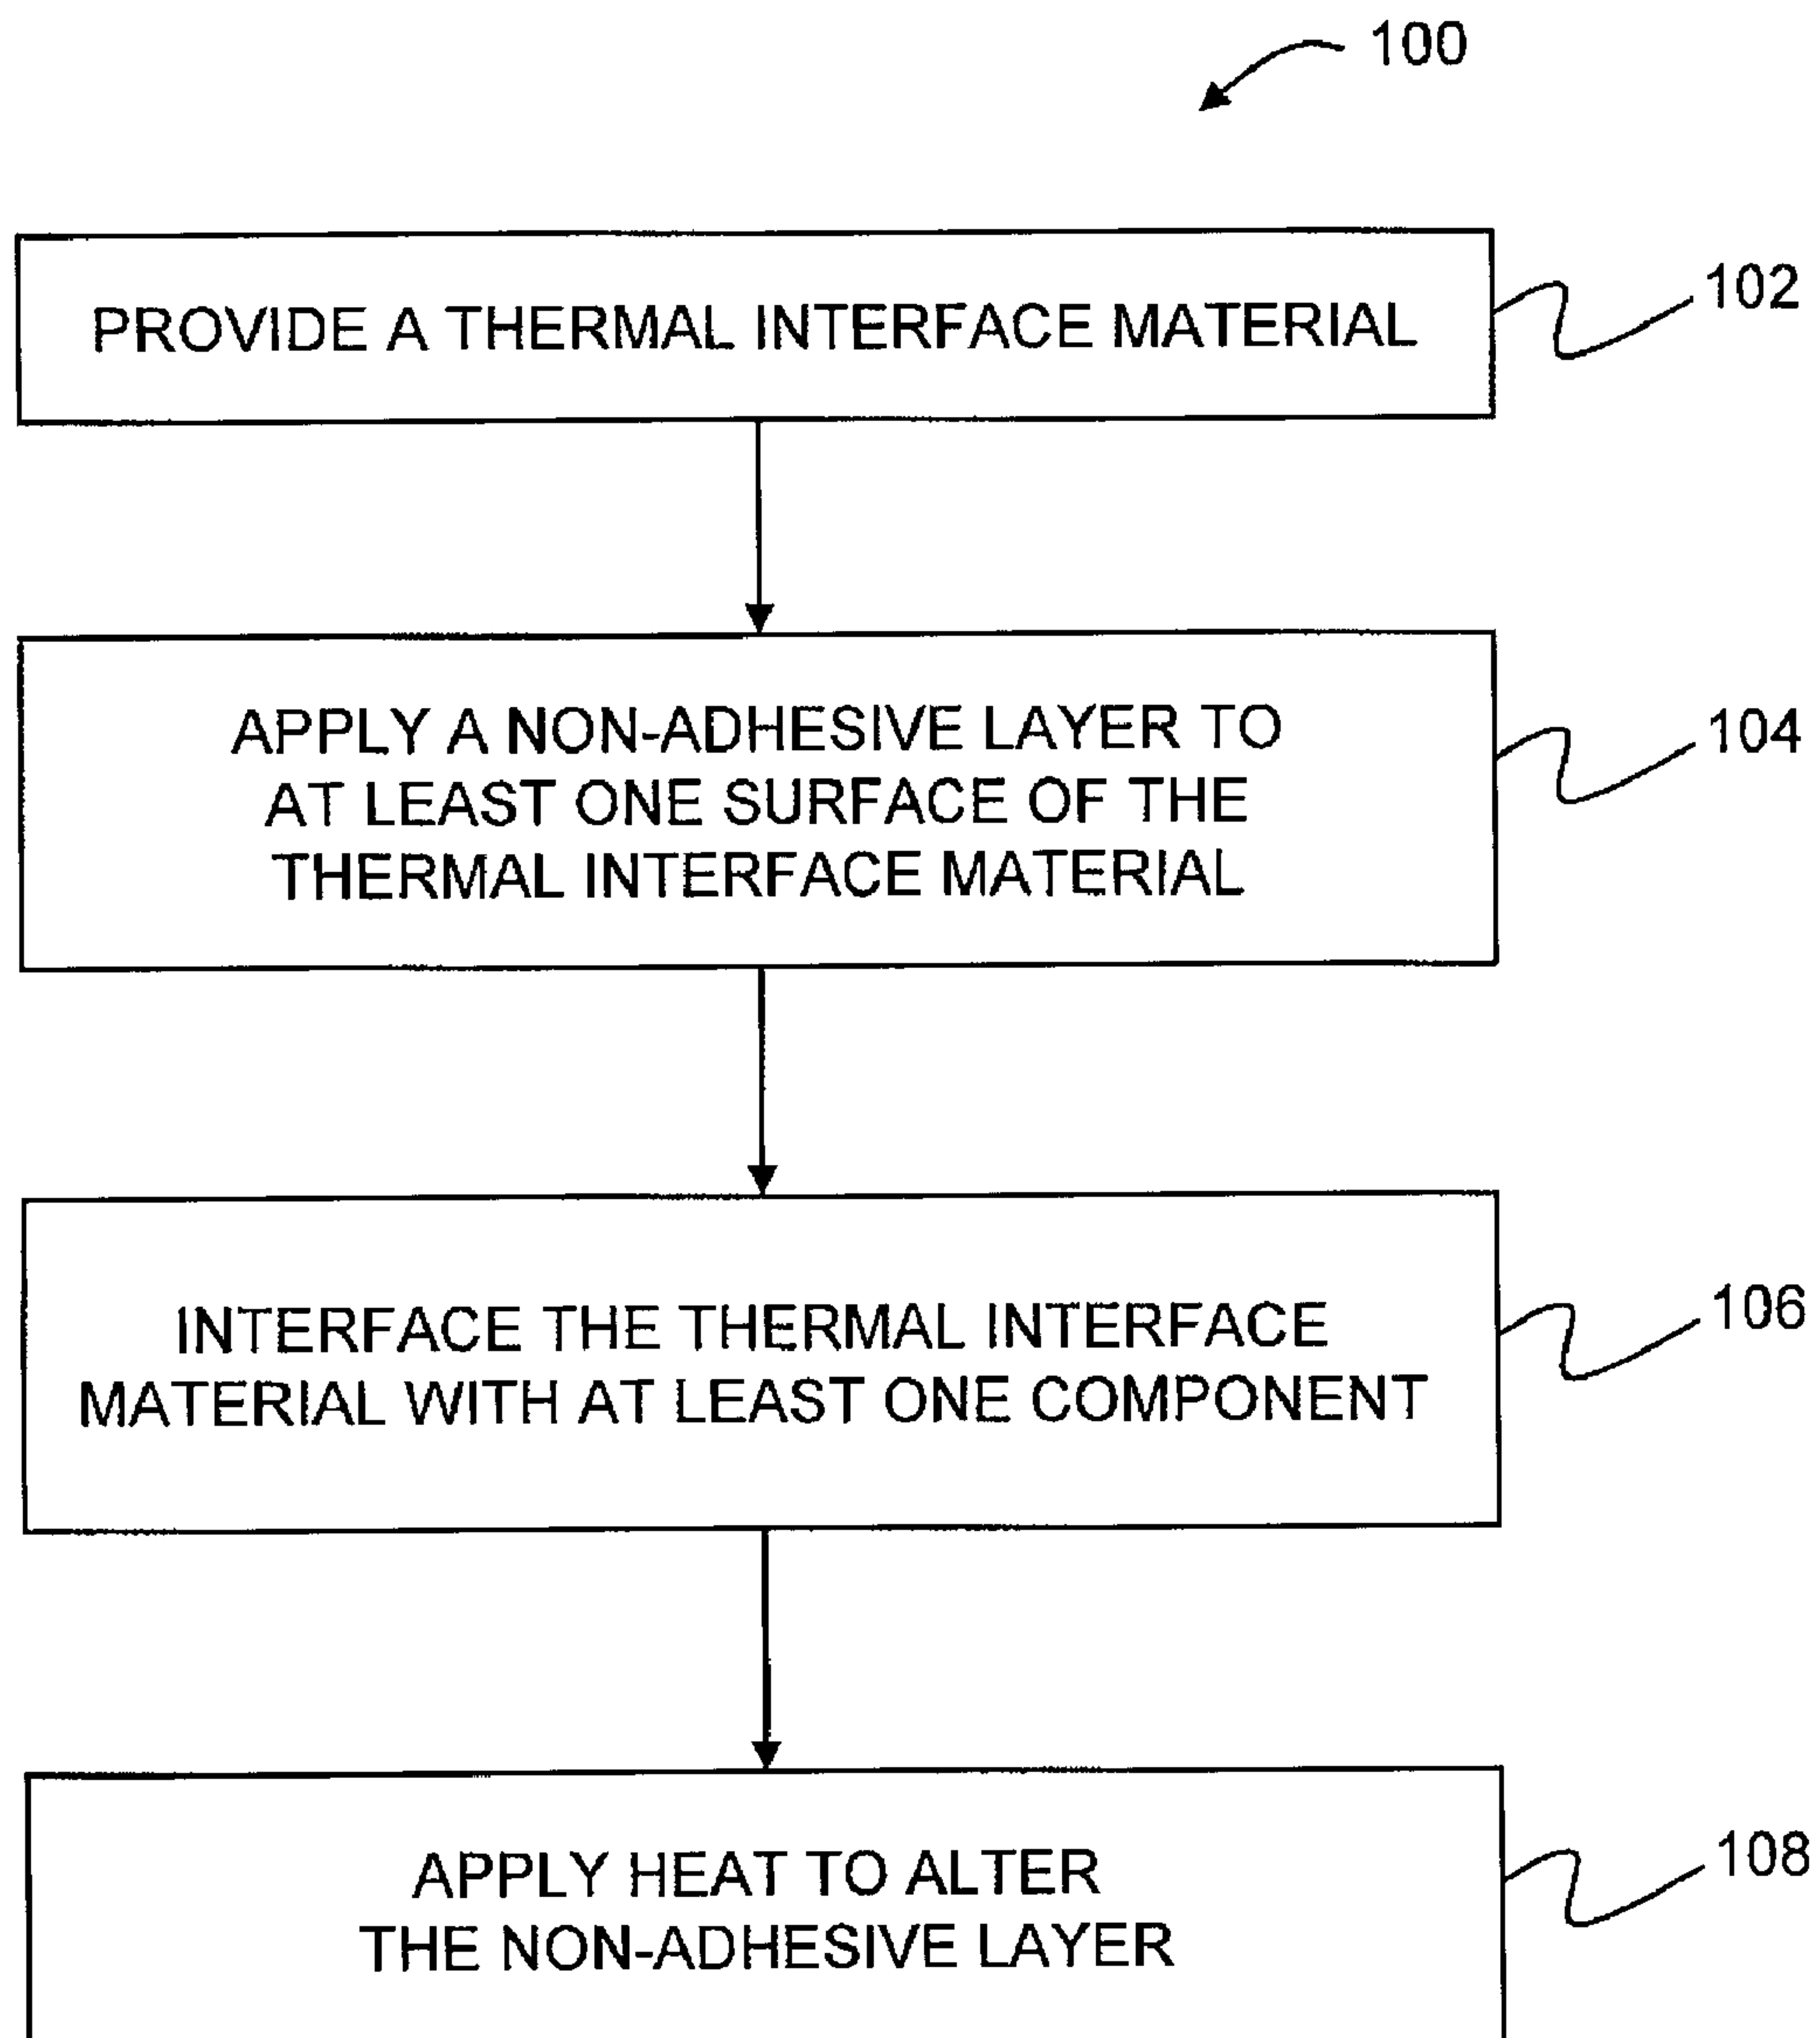 100
PROVIDE A THERMAL INTERFACE MATERIAL
102
APPLY A NON-ADHESIVE LAYER TO
AT LEAST ONE SURFACE OF THE
THERMAL INTERFACE MATERIAL
104
INTERFACE THE THERMAL INTERFACE
MATERIAL WITH AT LEAST ONE COMPONENT
106
APPLY HEAT TO ALTER
THE NON-ADHESIVE LAYER
108